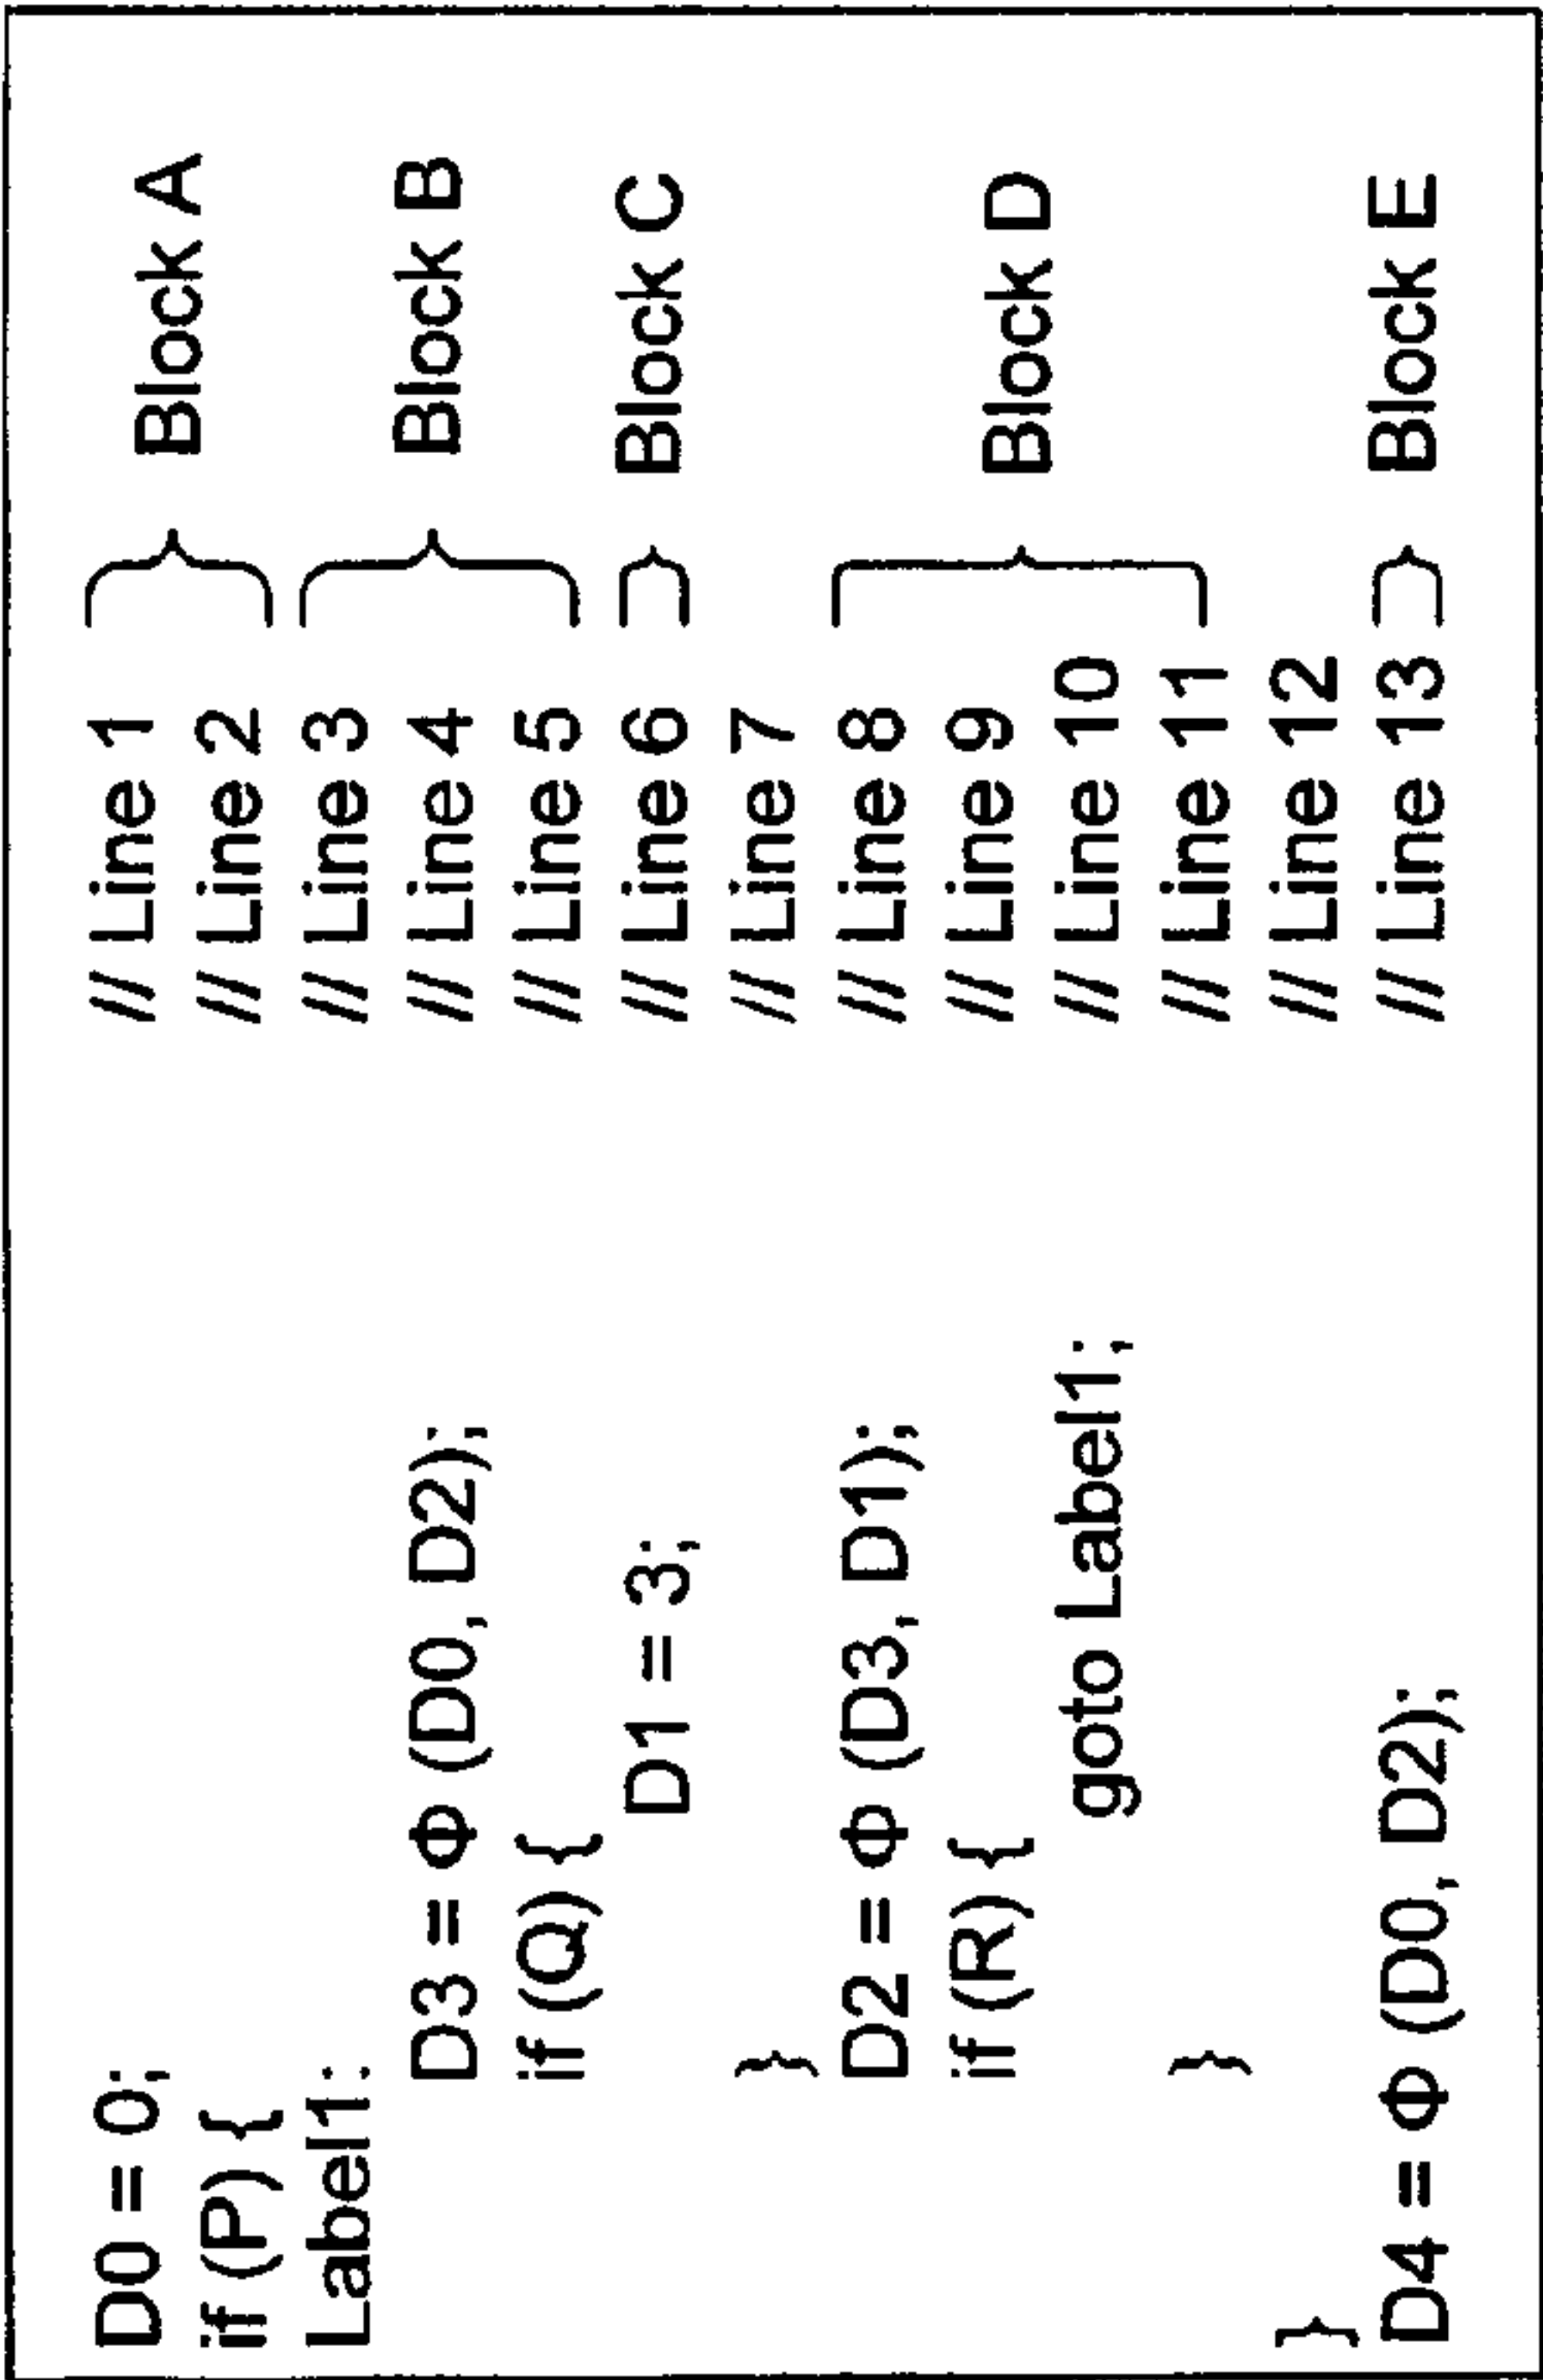 D0 = 0; // Line 1
if (P) { // Line 2 Block A
Label1: // Line 3
D3 = Φ (D0, D2); // Line 4 Block B
if (Q) { // Line 5
D1 = 3; // Line 6 Block C
} // Line 7
D2 = Φ (D3, D1); // Line 8
if (R) { // Line 9 Block D
goto Label1; // Line 10
} // Line 11
} // Line 12
D4 = Φ (D0, D2); // Line 13 Block E